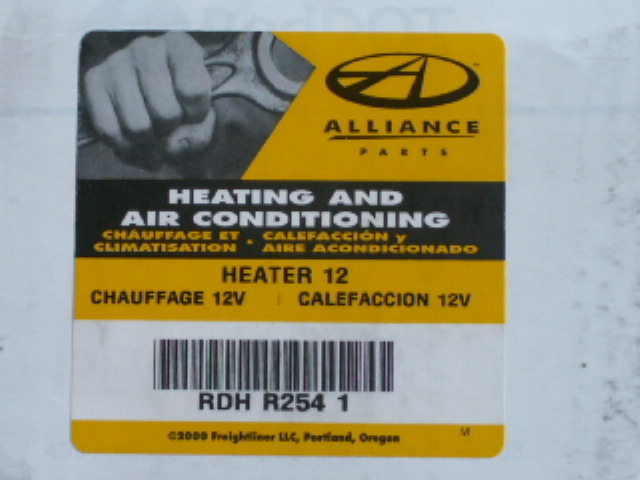 ALLIANCE
PARTS
HEATING AND
AIR CONDITIONING
CHAUFFAGE ET • CALEFACCIÓN y
CLIMATISATION AIRE ACONDICIONADO
HEATER 12
CHAUFFAGE 12V | CALEFACCION 12V
RDH R254 1
©2000 Freightliner LLC, Portland, Oregon
M